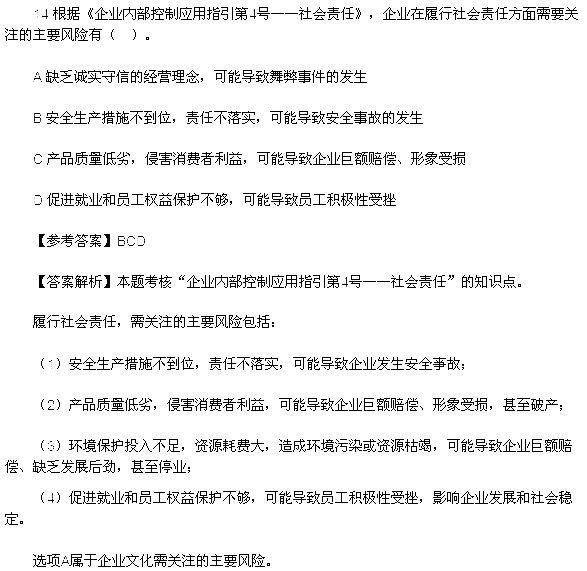 14根据《企业内部控制应用指引第4号一一社会责任》，企业在履行社会责任方面需要关
注的主要风险有（  ）。
A缺乏诚实守信的经营理念，可能导致舞弊事件的发生
B安全生产措施不到位，责任不落实，可能导致安全事故的发生
C产品质量低劣，侵害消费者利益，可能导致企业巨额赔偿、形象受损
D促进就业和员工权益保护不够，可能导致员工积极性受挫
【参考答案】BCD
【答案解析】本题考核“企业内部控制应用指引第4号一一社会责任”的知识点。
履行社会责任，需关注的主要风险包括：
（1）安全生产措施不到位，责任不落实，可能导致企业发生安全事故；
（2）产品质量低劣，侵害消费者利益，可能导致企业巨额赔偿、形象受损，甚至破产；
（3）环境保护投入不足，资源耗费大，造成环境污染或资源枯竭，可能导致企业巨额赔
偿、缺乏发展后劲，甚至停业；
（4）促进就业和员工权益保护不够，可能导致员工积极性受挫，影响企业发展和社会稳
定。
选项A属于企业文化需关注的主要风险。